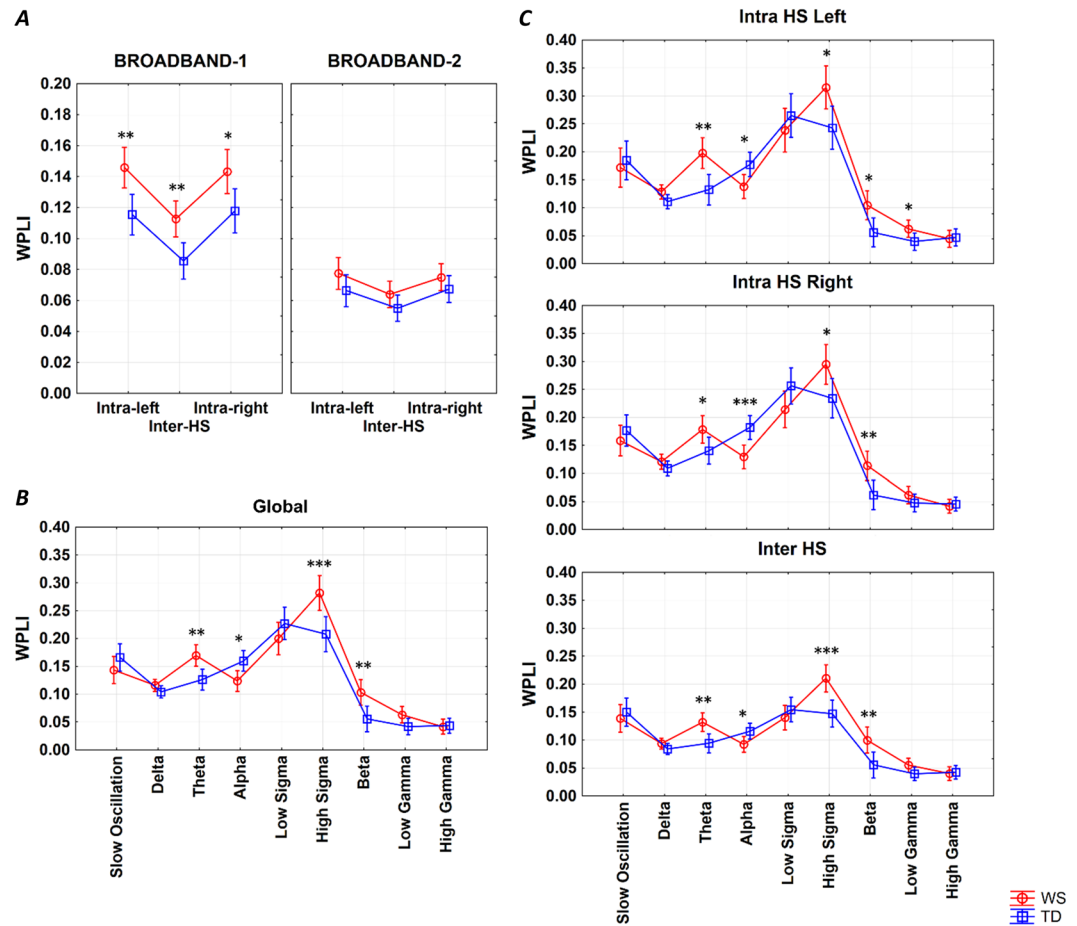 A
BROADBAND-1
BROADBAND-2
WPLI
0.20
0.18
0.16
0.14
0.12
0.10
0.08
0.06
0.04
0.02
0.00
** ** *
Intra-left Intra-right
Inter-HS
Intra-left Intra-right
Inter-HS
B
Global
WPLI
0.40
0.35
0.30
0.25
0.20
0.15
0.10
0.05
0.00
** * *** **
Slow Oscillation
Delta
Theta
Alpha
Low Sigma
High Sigma
Beta
Low Gamma
High Gamma
C
Intra HS Left
WPLI
0.40
0.35
0.30
0.25
0.20
0.15
0.10
0.05
0.00
** * * * *
Intra HS Right
WPLI
0.40
0.35
0.30
0.25
0.20
0.15
0.10
0.05
0.00
* *** * **
Inter HS
WPLI
0.40
0.35
0.30
0.25
0.20
0.15
0.10
0.05
0.00
** * *** **
Slow Oscillation
Delta
Theta
Alpha
Low Sigma
High Sigma
Beta
Low Gamma
High Gamma
WS
TD